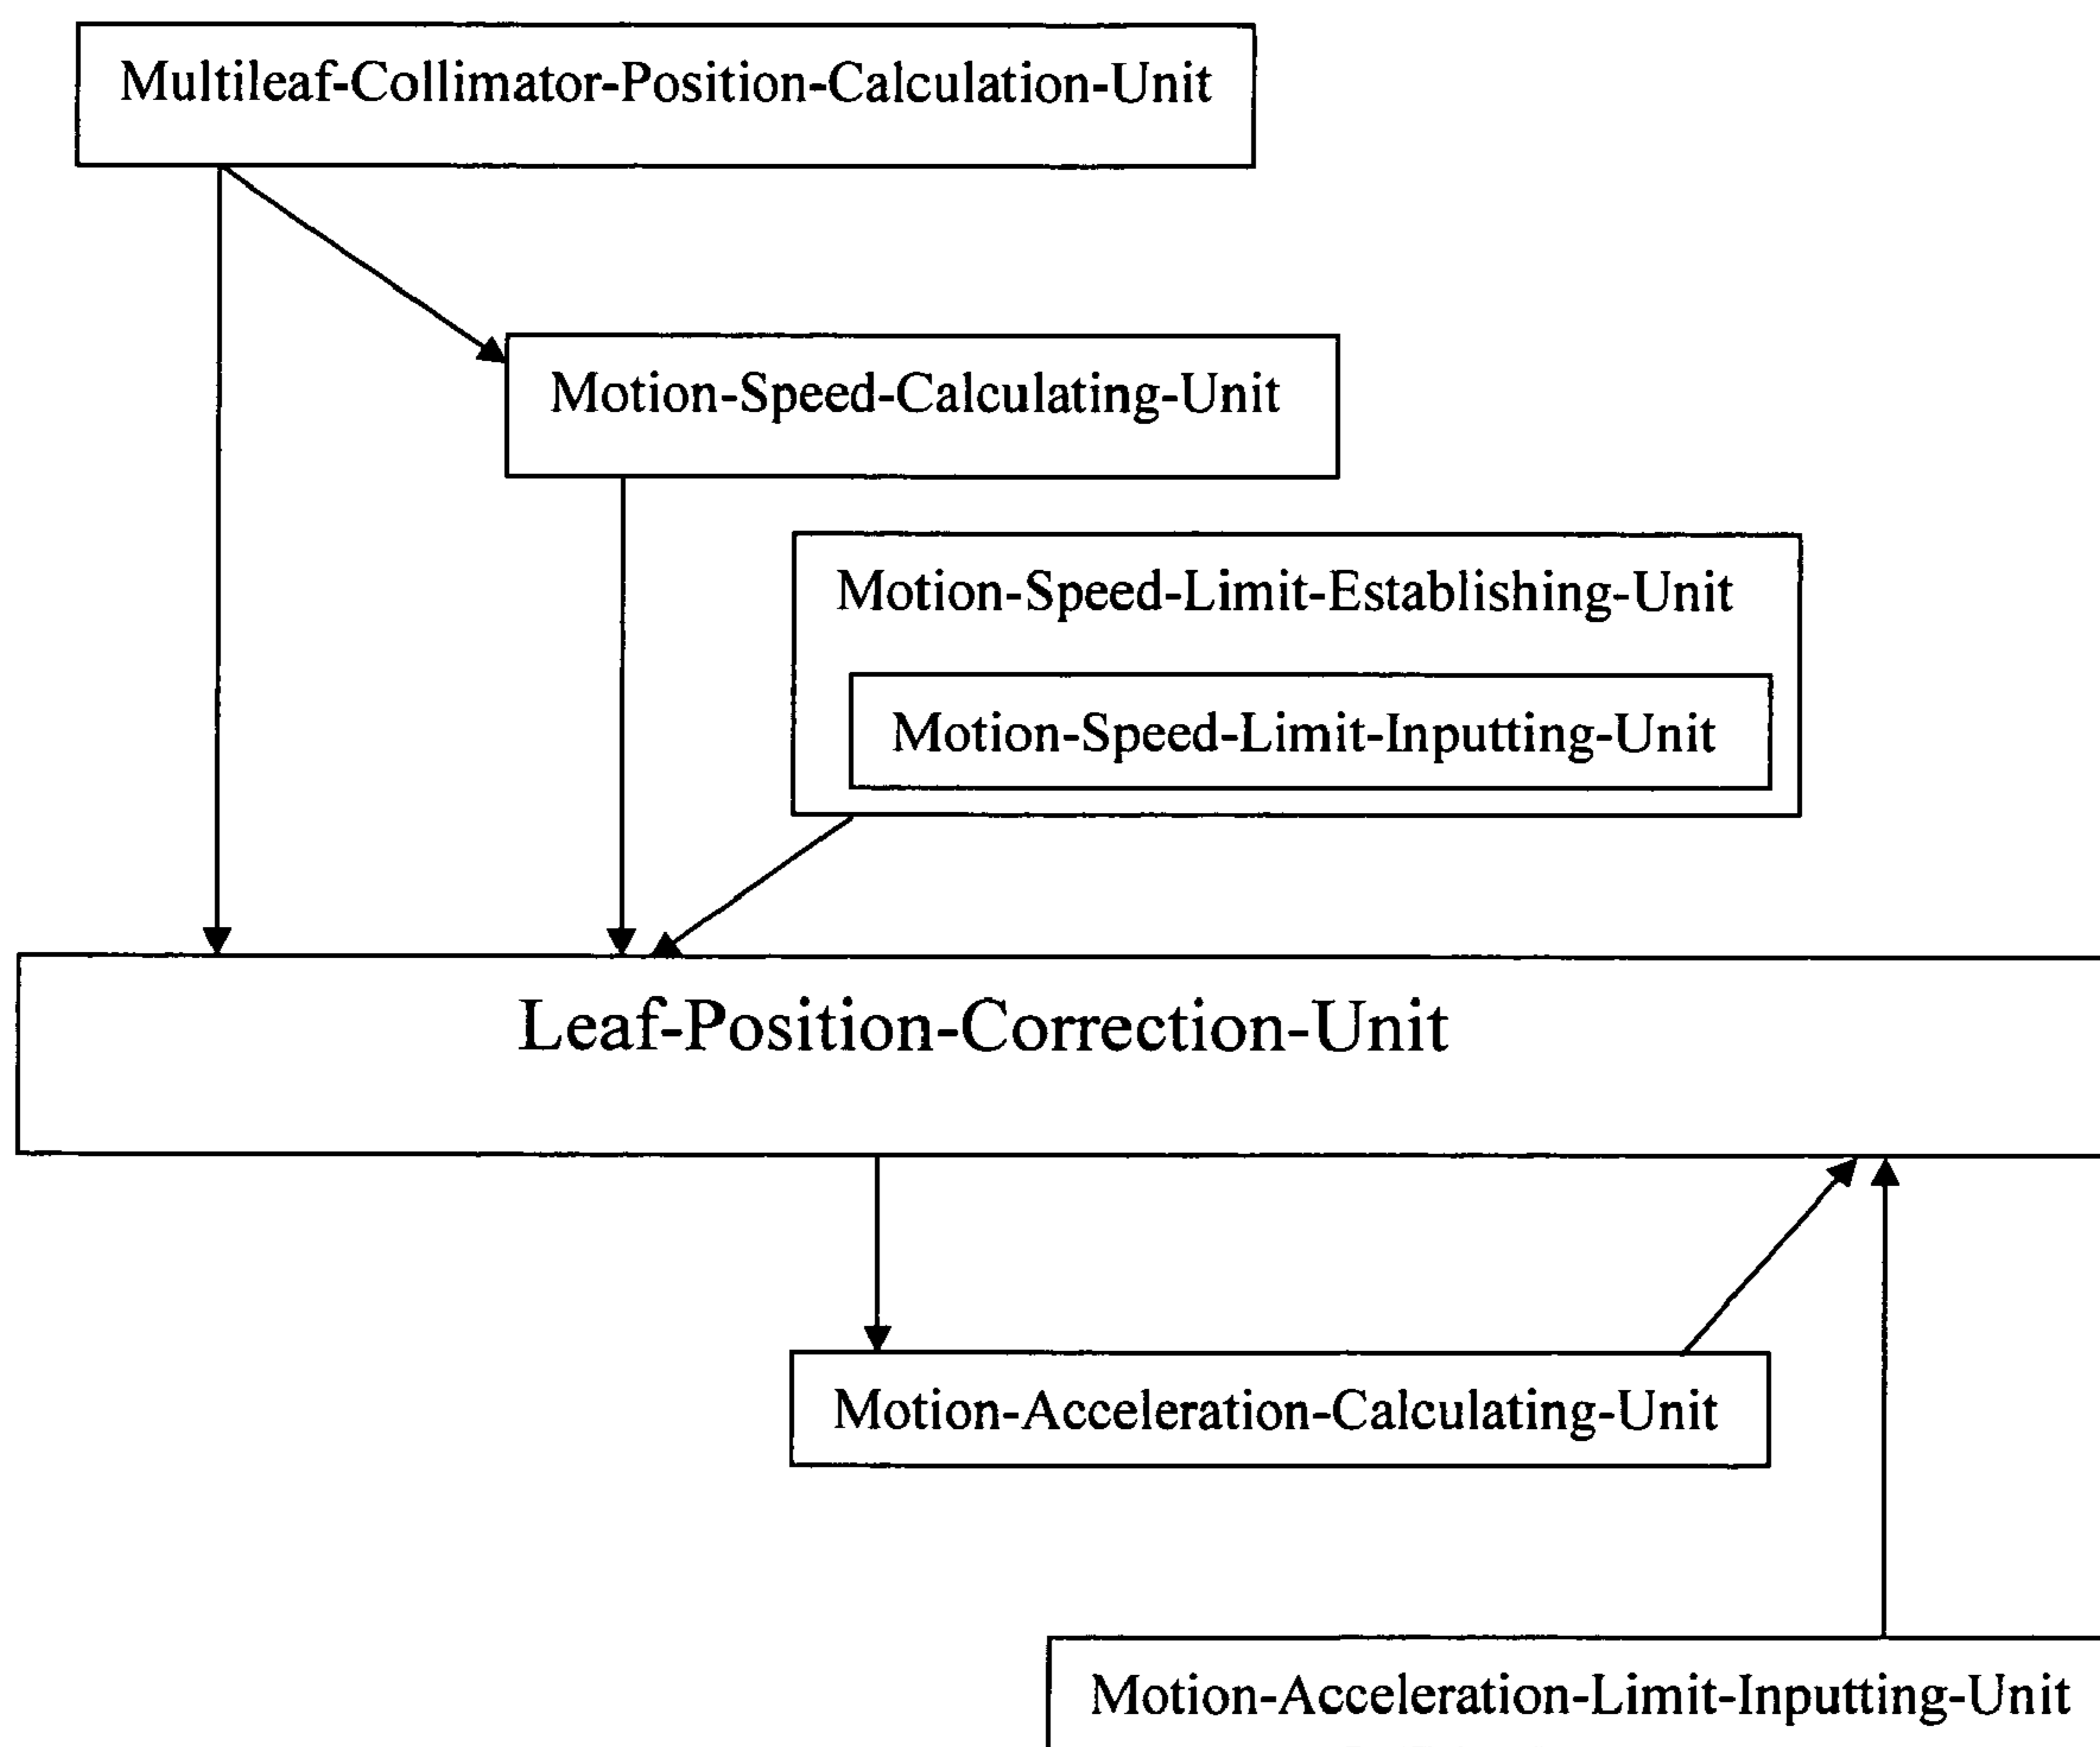 Multileaf-Collimator-Position-Calculation-Unit
Motion-Speed-Calculating-Unit
Motion-Speed-Limit-Establishing-Unit
Motion-Speed-Limit-Inputting-Unit
Leaf-Position-Correction-Unit
Motion-Acceleration-Calculating-Unit
Motion-Acceleration-Limit-Inputting-Unit